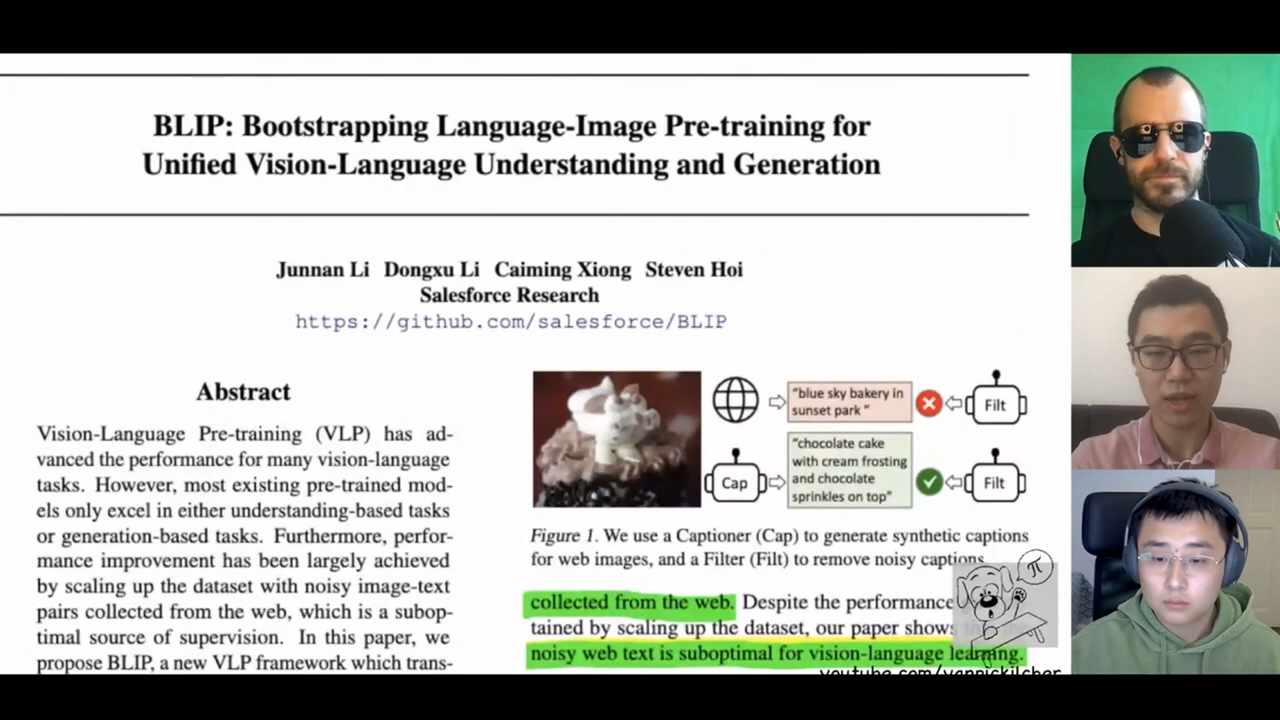 BLIP: Bootstrapping Language-Image Pre-training for
Unified Vision-Language Understanding and Generation
Junnan Li Dongxu Li Caiming Xiong Steven Hoi
Salesforce Research
https://github.com/salesforce/BLIP
Abstract
Vision-Language Pre-training (VLP) has ad-
vanced the performance for many vision-language
tasks. However, most existing pre-trained mod-
els only excel in either understanding-based tasks
or generation-based tasks. Furthermore, perfor-
mance improvement has been largely achieved
by scaling up the dataset with noisy image-text
pairs collected from the web, which is a subop-
timal source of supervision. In this paper, we
propose BLIP, a new VLP framework which trans-
"blue sky bakery in
sunset park "
Filt
Cap
"chocolate cake
with cream frosting
and chocolate
sprinkles on top"
Filt
Figure 1. We use a Captioner (Cap) to generate synthetic captions
for web images, and a Filter (Filt) to remove noisy captions.
π
collected from the web. Despite the performance
tained by scaling up the dataset, our paper shows
noisy web text is suboptimal for vision-language learning.
youtube.com/yannickilcher